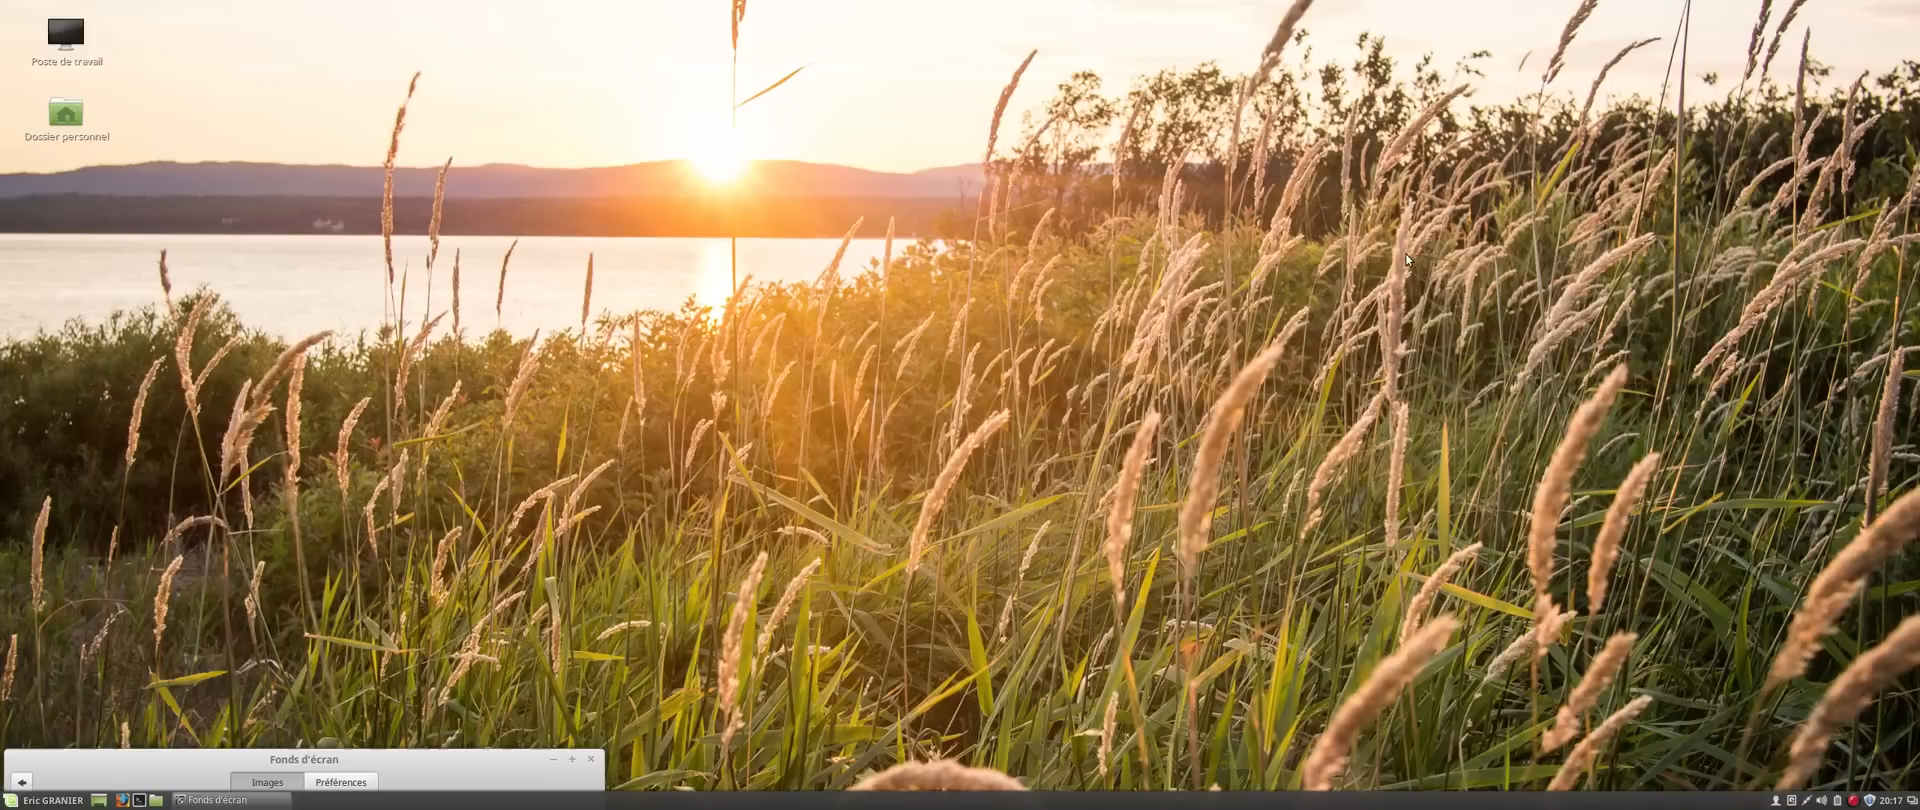 Poste de travail
Dossier personnel
Fonds d'écran
Images
Préférences
Eric GRANIER
Fonds d'écran
20:17